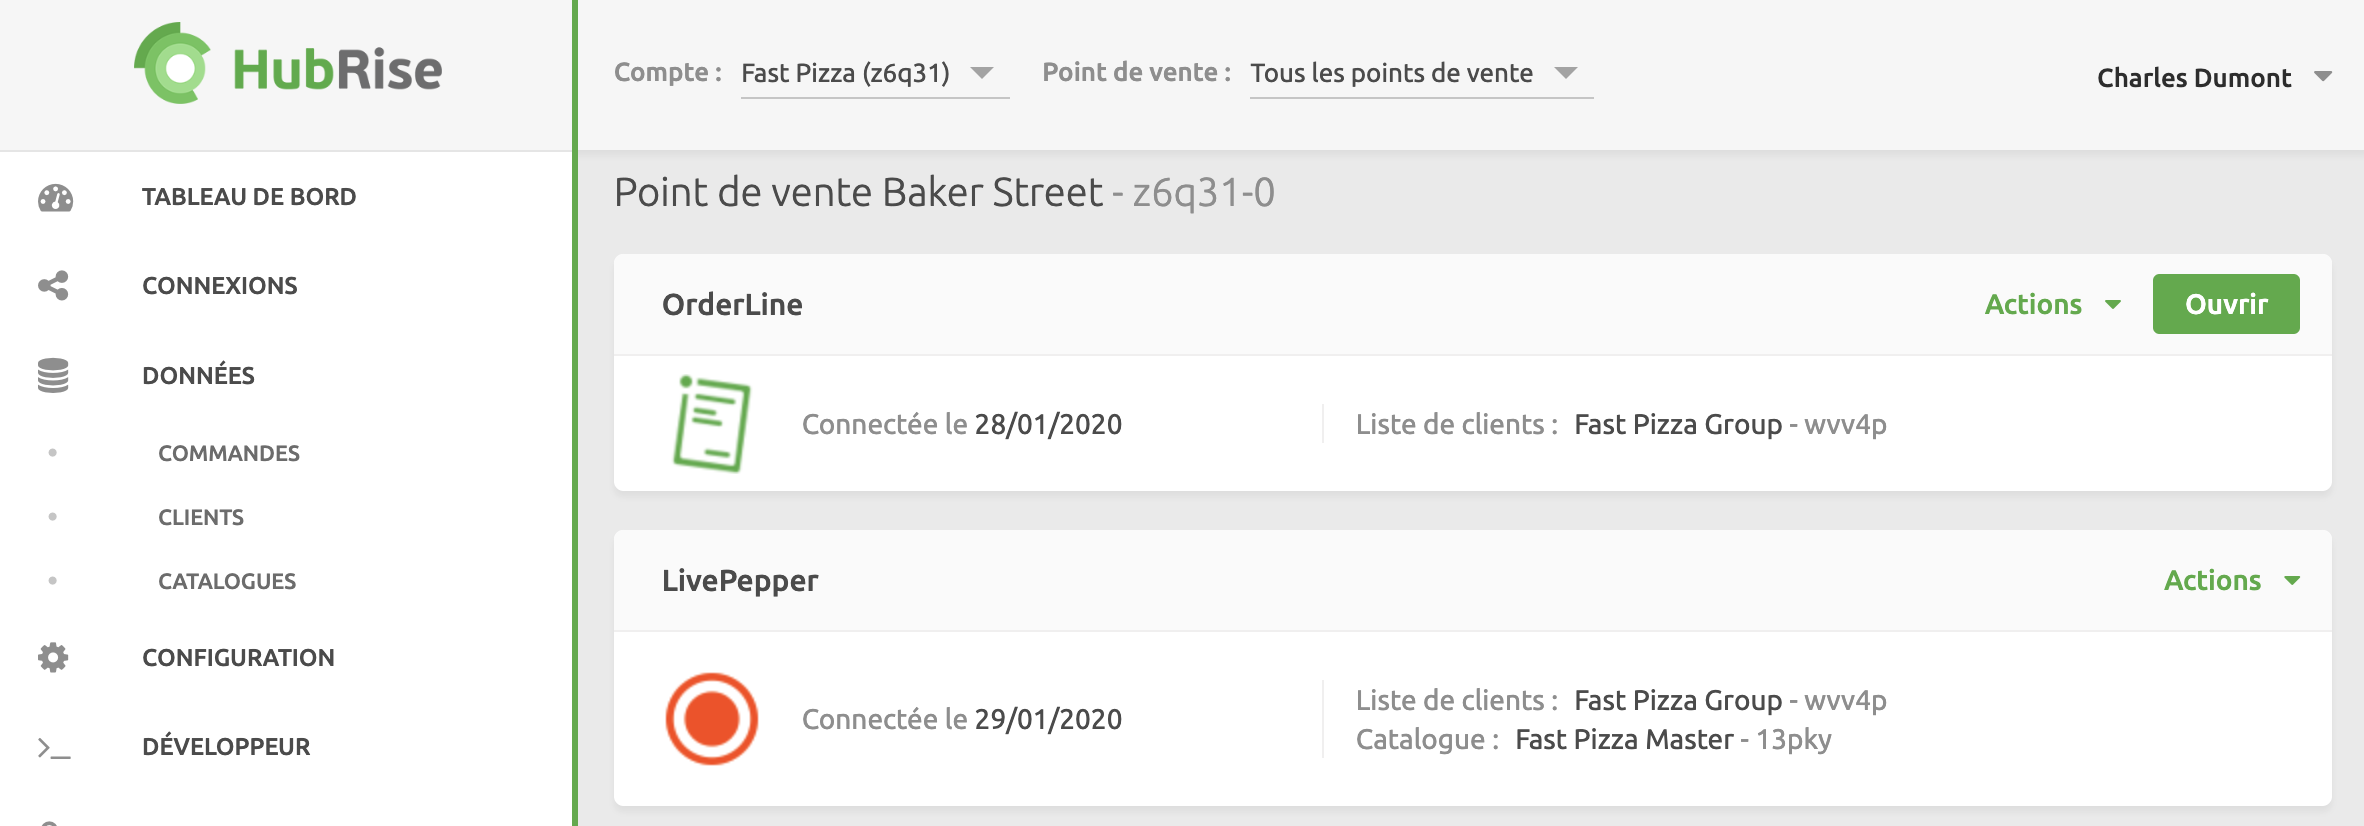 HubRise
Compte : Fast Pizza (z6q31) Point de vente : Tous les points de vente
Charles Dumont
TABLEAU DE BORD
CONNEXIONS
DONNÉES
COMMANDES
CLIENTS
CATALOGUES
CONFIGURATION
DÉVELOPPEUR
Point de vente Baker Street - z6q31-0
OrderLine
Actions
Ouvrir
Connectée le 28/01/2020
Liste de clients : Fast Pizza Group - wvv4p
LivePepper
Actions
Connectée le 29/01/2020
Liste de clients : Fast Pizza Group - wvv4p
Catalogue : Fast Pizza Master - 13pky